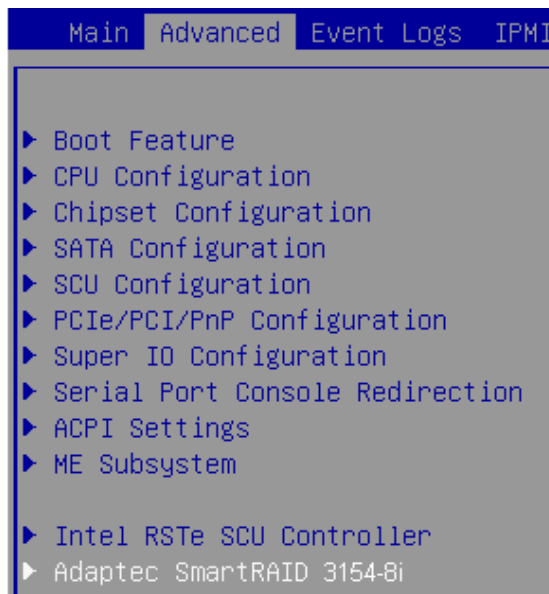 Main Advanced Event Logs IPMI
Boot Feature
CPU Configuration
Chipset Configuration
SATA Configuration
SCU Configuration
PCIe/PCI/PnP Configuration
Super IO Configuration
Serial Port Console Redirection
ACPI Settings
ME Subsystem
Intel RSTe SCU Controller
Adaptec SmartRAID 3154-8i